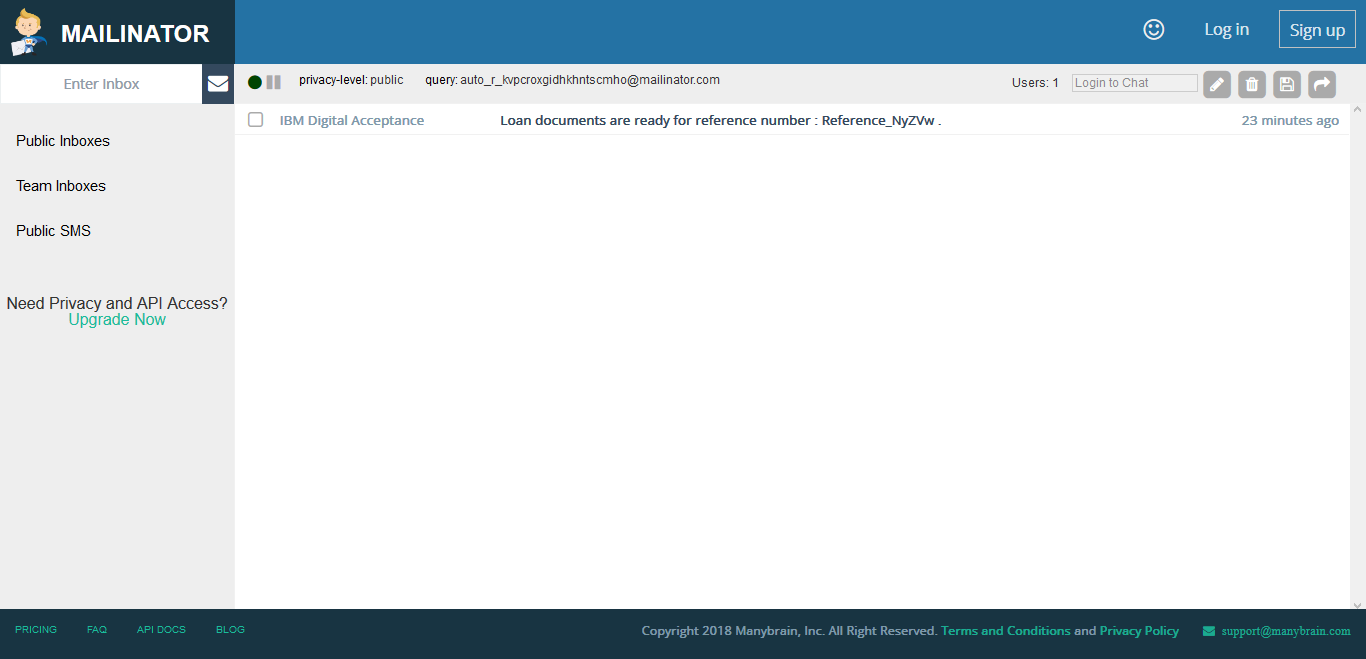 MAILINATOR
Log in
Sign up
Enter Inbox
privacy-level: public
query: auto_r_kvpcroxgidhkhntscmho@mailinator.com
Users: 1
Login to Chat
Public Inboxes
Team Inboxes
Public SMS
Need Privacy and API Access?
Upgrade Now
IBM Digital Acceptance
Loan documents are ready for reference number : Reference_NyZVw .
23 minutes ago
PRICING
FAQ
API DOCS
BLOG
Copyright 2018 Manybrain, Inc. All Right Reserved. Terms and Conditions and Privacy Policy
support@manybrain.com